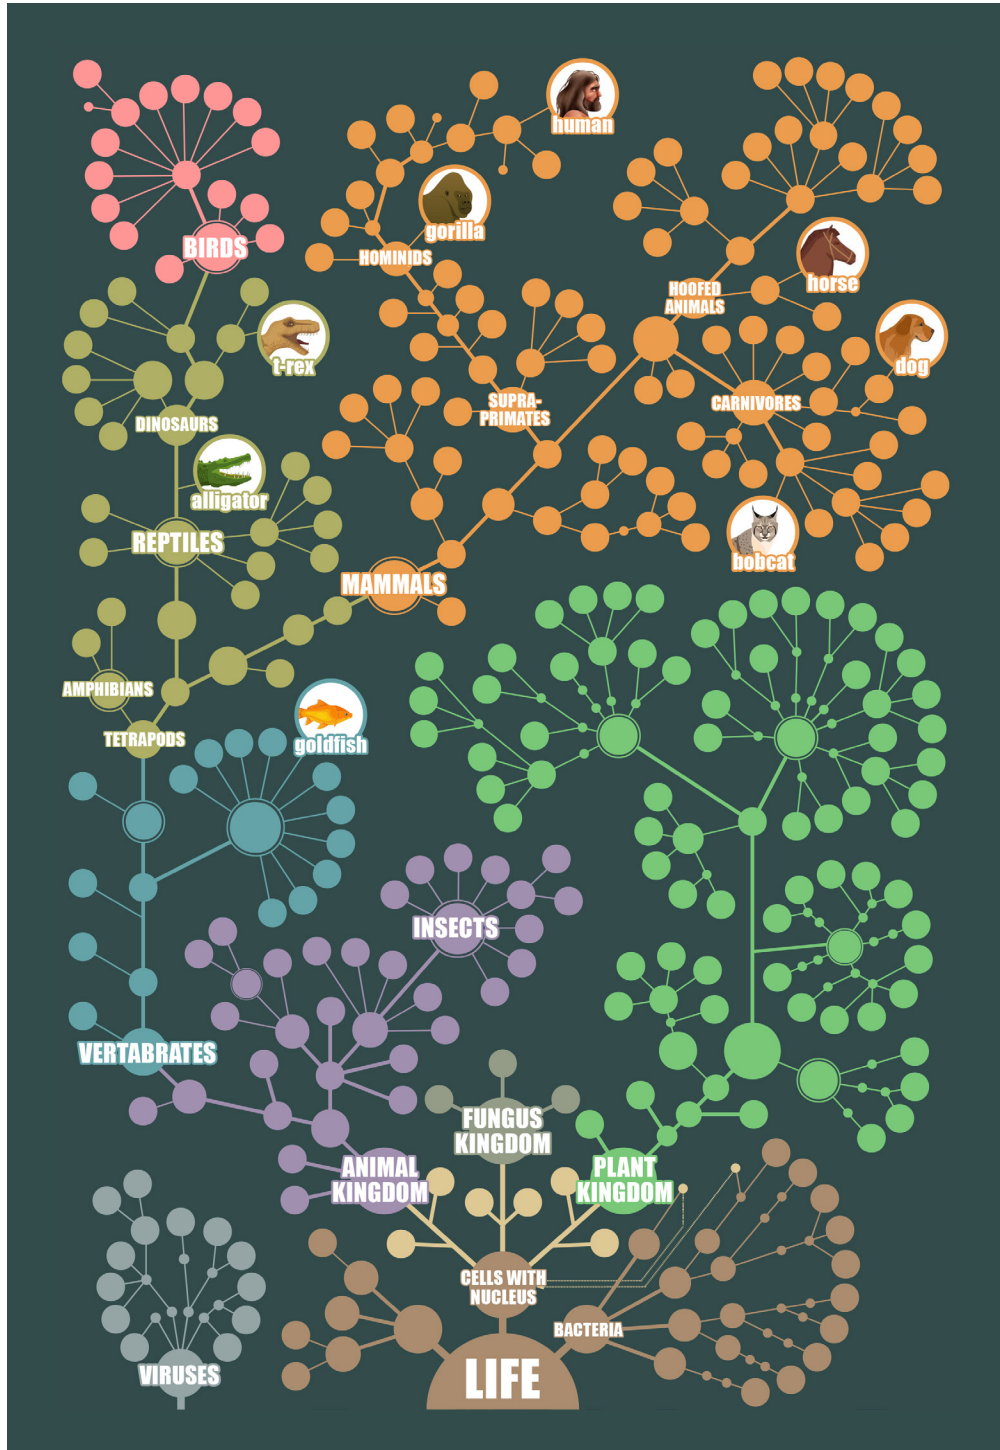 human
gorilla
BIRDS
HOMINIDS
horse
HOOFED
ANIMALS
t-rex
dog
SUPRA-
PRIMATES
CARNIVORES
DINOSAURS
alligator
REPTILES
bobcat
MAMMALS
AMPHIBIANS
TETRAPODS
goldfish
INSECTS
VERTABRATES
FUNGUS
KINGDOM
ANIMAL
KINGDOM
PLANT
KINGDOM
CELLS WITH
NUCLEUS
BACTERIA
VIRUSES
LIFE